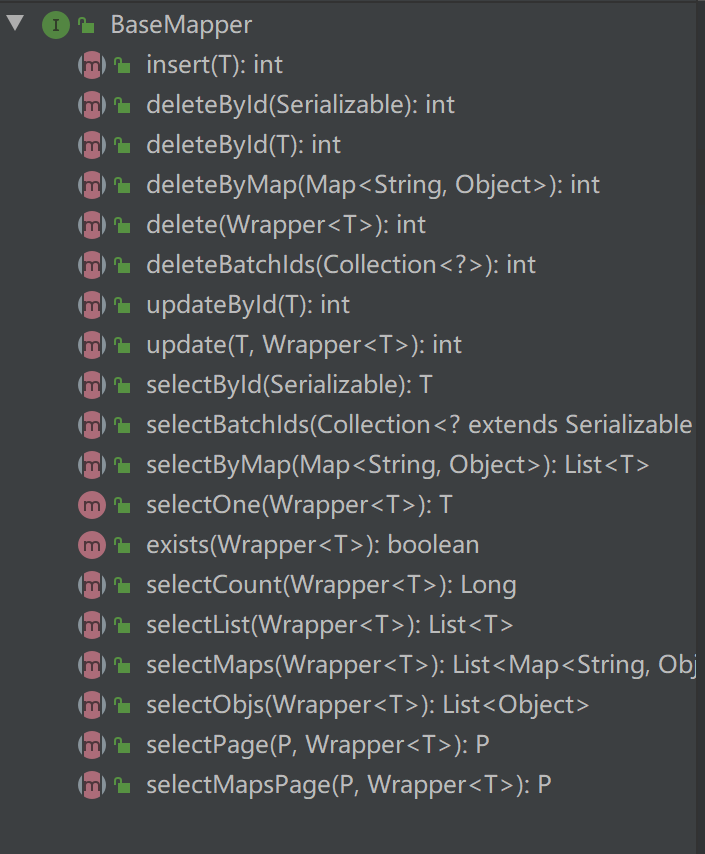 BaseMapper
insert(T): int
deleteById(Serializable): int
deleteById(T): int
deleteByMap(Map<String, Object>): int
delete(Wrapper<T>): int
deleteBatchIds(Collection<?>): int
updateById(T): int
update(T, Wrapper<T>): int
selectById(Serializable): T
selectBatchIds(Collection<? extends Serializable
selectByMap(Map<String, Object>): List<T>
selectOne(Wrapper<T>): T
exists(Wrapper<T>): boolean
selectCount(Wrapper<T>): Long
selectList(Wrapper<T>): List<T>
selectMaps(Wrapper<T>): List<Map<String, Obj
selectObjs(Wrapper<T>): List<Object>
selectPage(P, Wrapper<T>): P
selectMapsPage(P, Wrapper<T>): P